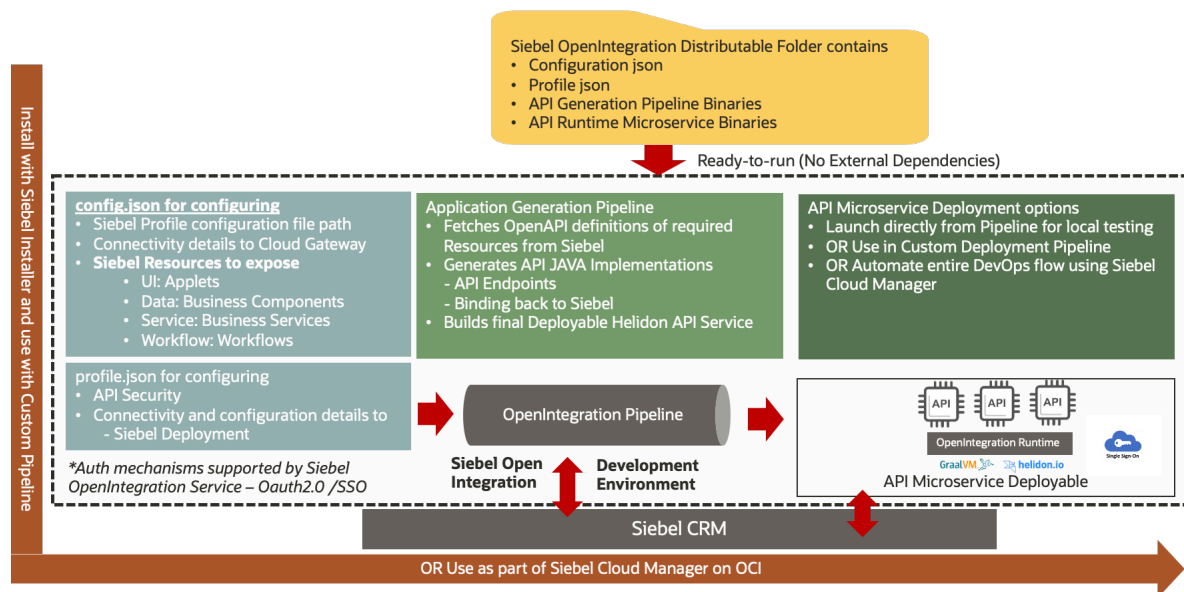 Siebel OpenIntegration Distributable Folder contains
• Configuration json
• Profile json
• API Generation Pipeline Binaries
• API Runtime Microservice Binaries
Ready-to-run (No External Dependencies)
Install with Siebel Installer and use with Custom Pipeline
config.json for configuring
• Siebel Profile configuration file path
• Connectivity details to Cloud Gateway
• Siebel Resources to expose
• UI: Applets
• Data: Business Components
• Service: Business Services
• Workflow: Workflows
Application Generation Pipeline
• Fetches OpenAPI definitions of required
Resources from Siebel
• Generates API JAVA Implementations
- API Endpoints
- Binding back to Siebel
• Builds final Deployable Helidon API Service
API Microservice Deployment options
• Launch directly from Pipeline for local testing
• OR Use in Custom Deployment Pipeline
• OR Automate entire DevOps flow using Siebel
Cloud Manager
profile.json for configuring
• API Security
• Connectivity and configuration details to
- Siebel Deployment
*Auth mechanisms supported by Siebel
OpenIntegration Service – Oauth2.0 /SSO
OpenIntegration Pipeline
Siebel Open
Integration
Development
Environment
API
API
API
OpenIntegration Runtime
GraalVM
helidon.io
Single Sign-On
API Microservice Deployable
Siebel CRM
OR Use as part of Siebel Cloud Manager on OCI